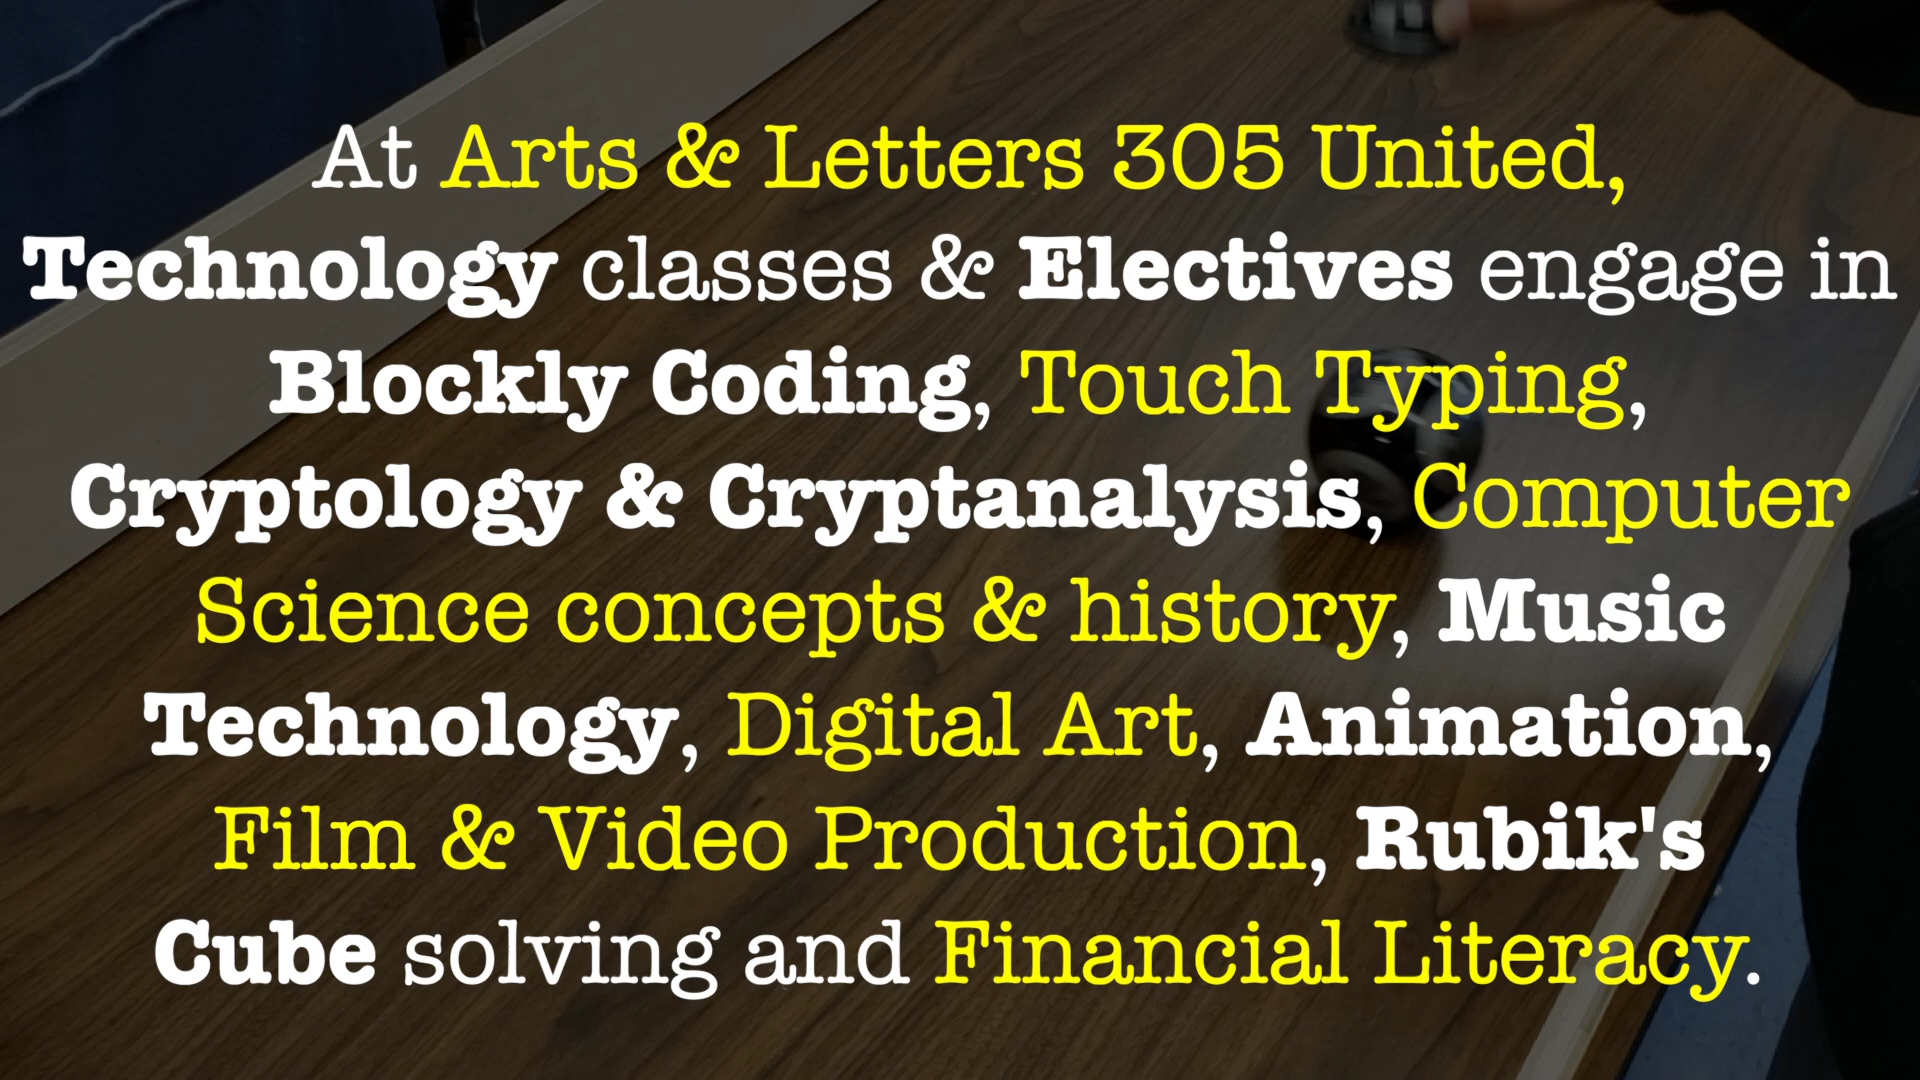 At Arts & Letters 305 United,
Technology classes & Electives engage in
Blockly Coding, Touch Typing,
Cryptology & Cryptanalysis, Computer
Science concepts & history, Music
Technology, Digital Art, Animation,
Film & Video Production, Rubik's
Cube solving and Financial Literacy.